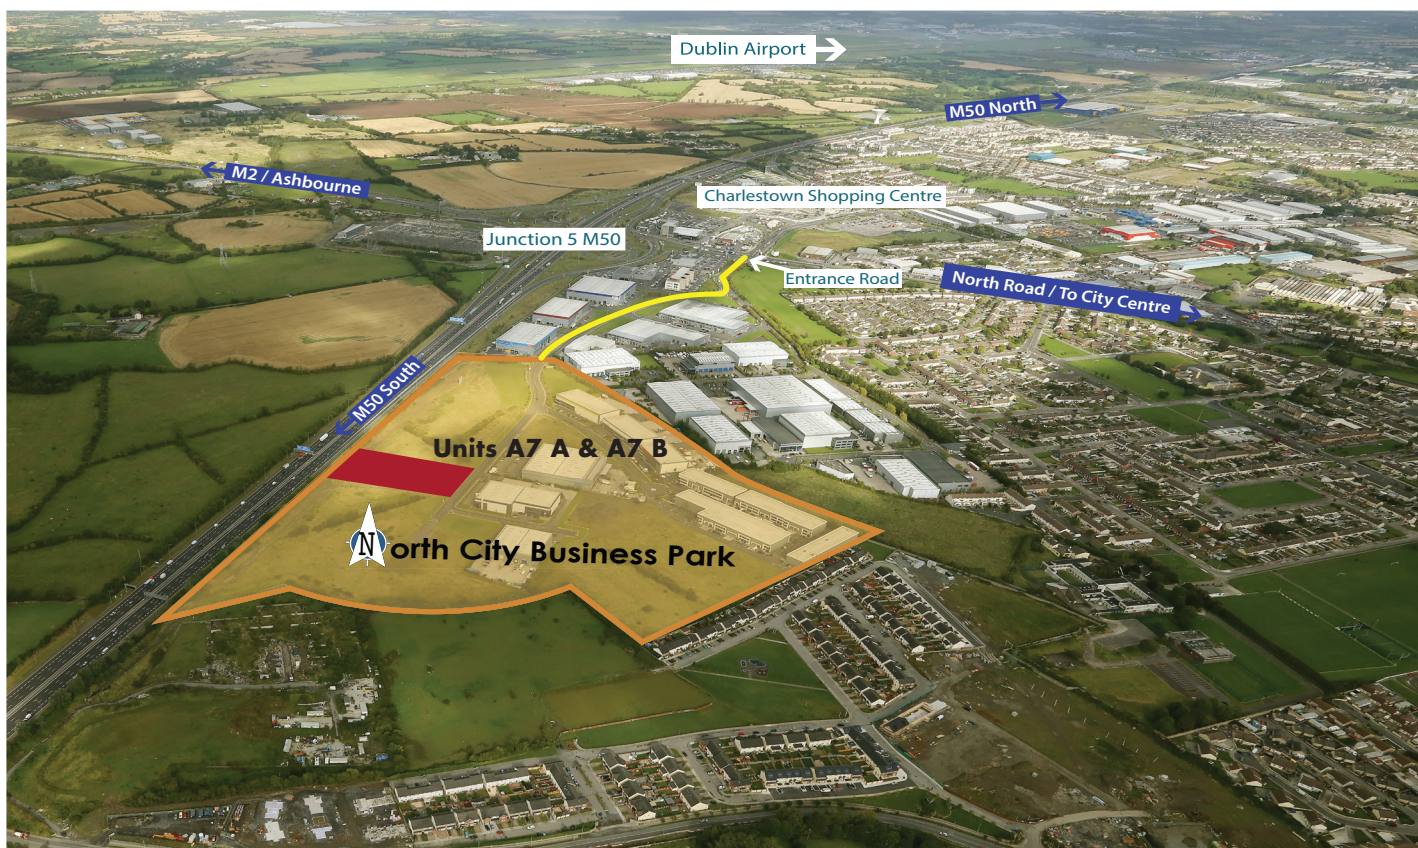 Dublin Airport
M50 North
M2 / Ashbourne
Charlestown Shopping Centre
Junction 5 M50
Entrance Road
North Road / To City Centre
M50 South
Units A7 A & A7 B
North City Business Park